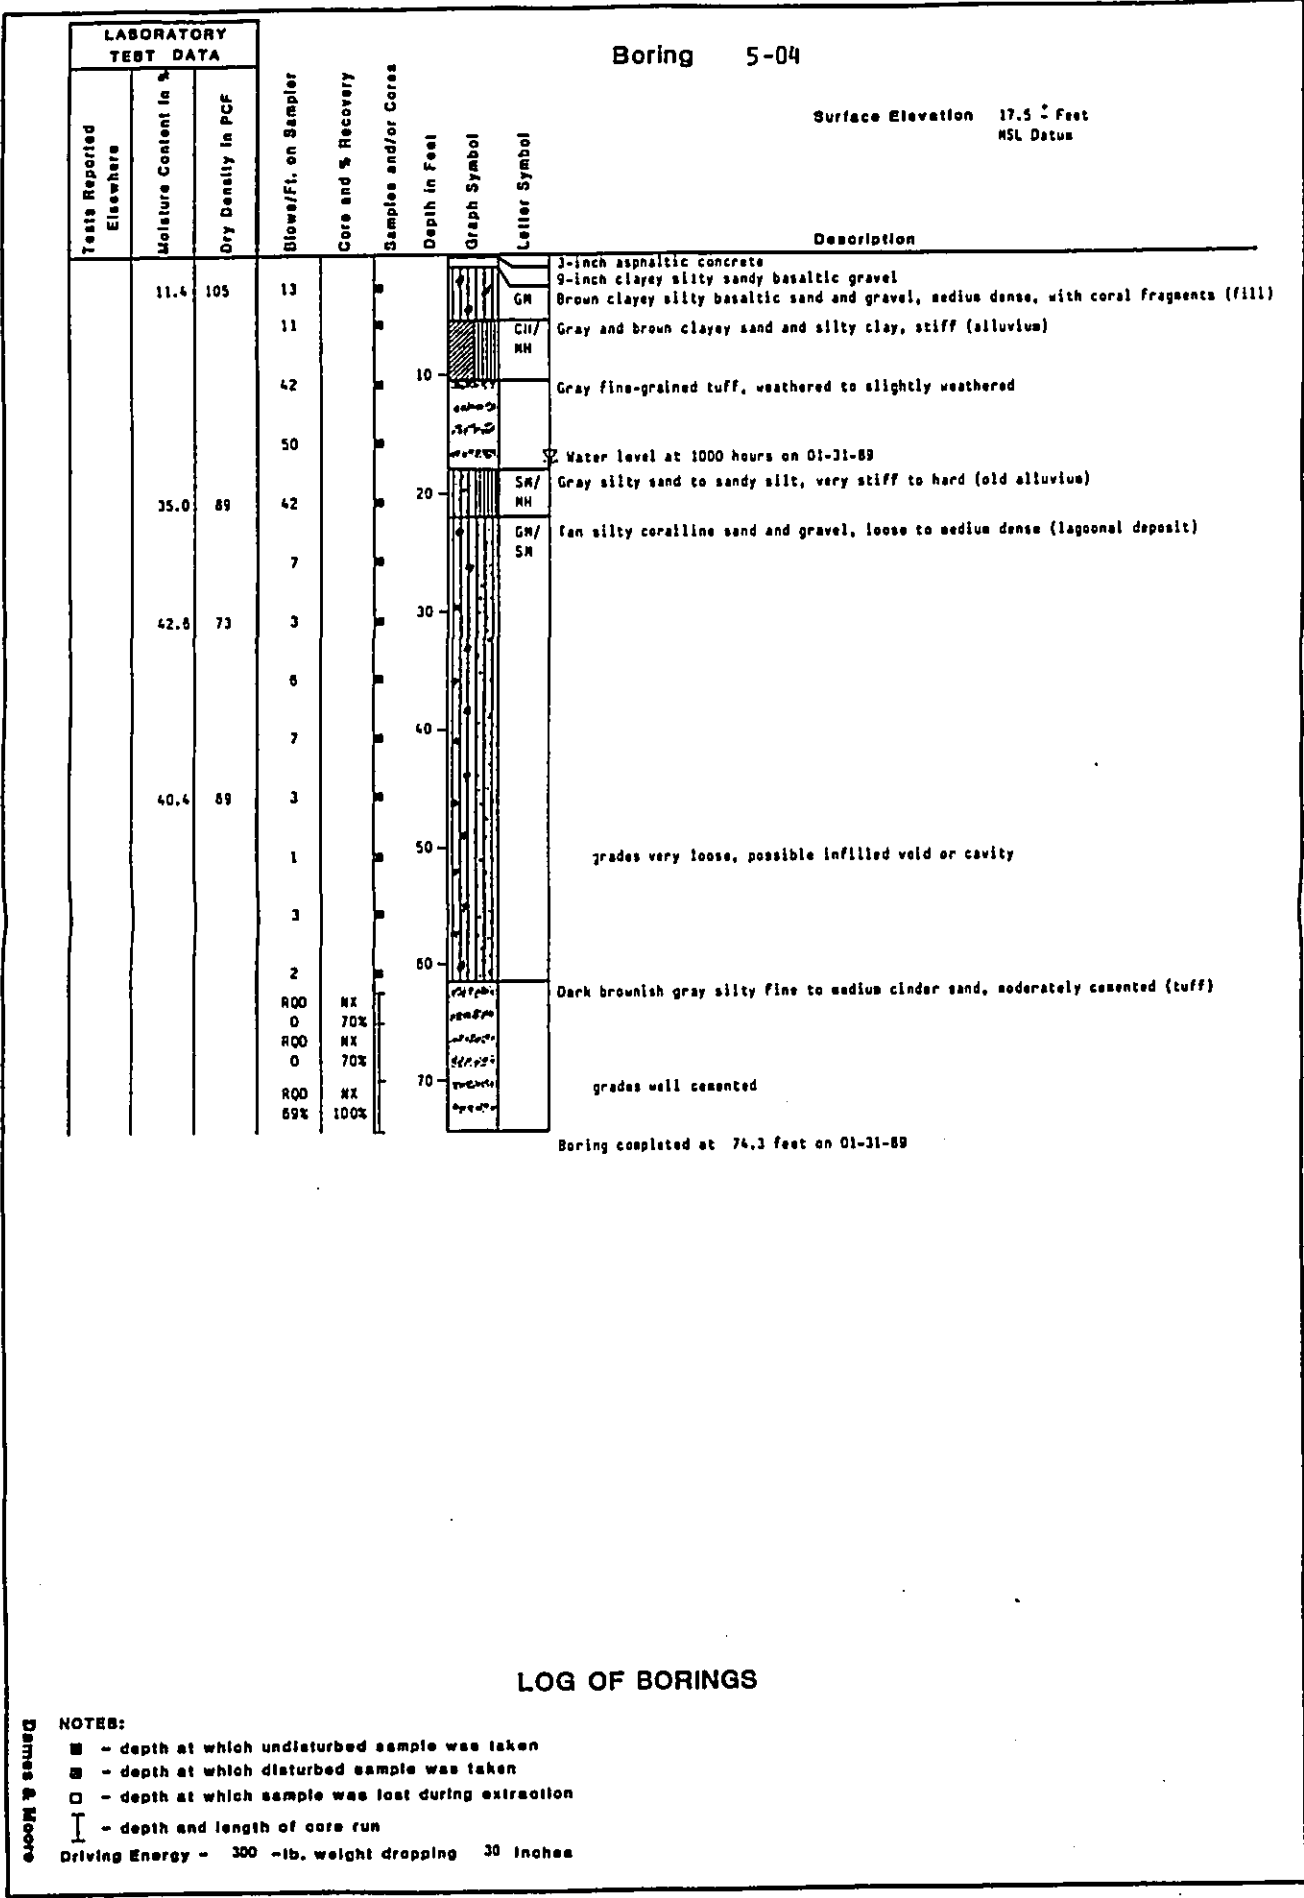 LABORATORY
TEST DATA
Boring 5-04
Tests Reported
Elsewhere
Moisture Content in %
Dry Density in PCF
Blows/Ft. on Sampler
Core and % Recovery
Samples and/or Cores
Depth in Feet
Graph Symbol
Letter Symbol
Surface Elevation 17.5 ± Feet
MSL Datum
Description
3-inch asphaltic concrete
9-inch clayey silty sandy basaltic gravel
11.4 105 13 GM Brown clayey silty basaltic sand and gravel, medium dense, with coral fragments (fill)
11 CH/ Gray and brown clayey sand and silty clay, stiff (alluvium)
MH
10
42 Gray fine-grained tuff, weathered to slightly weathered
50
Water level at 1000 hours on 01-31-89
SM/ Gray silty sand to sandy silt, very stiff to hard (old alluvium)
20 MH
35.0 89 42
GM/ Tan silty coralline sand and gravel, loose to medium dense (lagoonal deposit)
SM
7
30
73 3
7
40
40.4 3
1 50 grades very loose, possible infilled void or cavity
3
60
2
Dark brownish gray silty fine to medium cinder sand, moderately cemented (tuff)
RQD NX
0 70%
RQD NX
0 70%
70
RQD NX grades well cemented
69% 100%
Boring completed at 74.3 feet on 01-31-89
LOG OF BORINGS
NOTES:
■ - depth at which undisturbed sample was taken
- depth at which disturbed sample was taken
□ - depth at which sample was lost during extraction
- depth and length of core run
Driving Energy - 300 -lb. weight dropping 30 inches
Dames & Moore